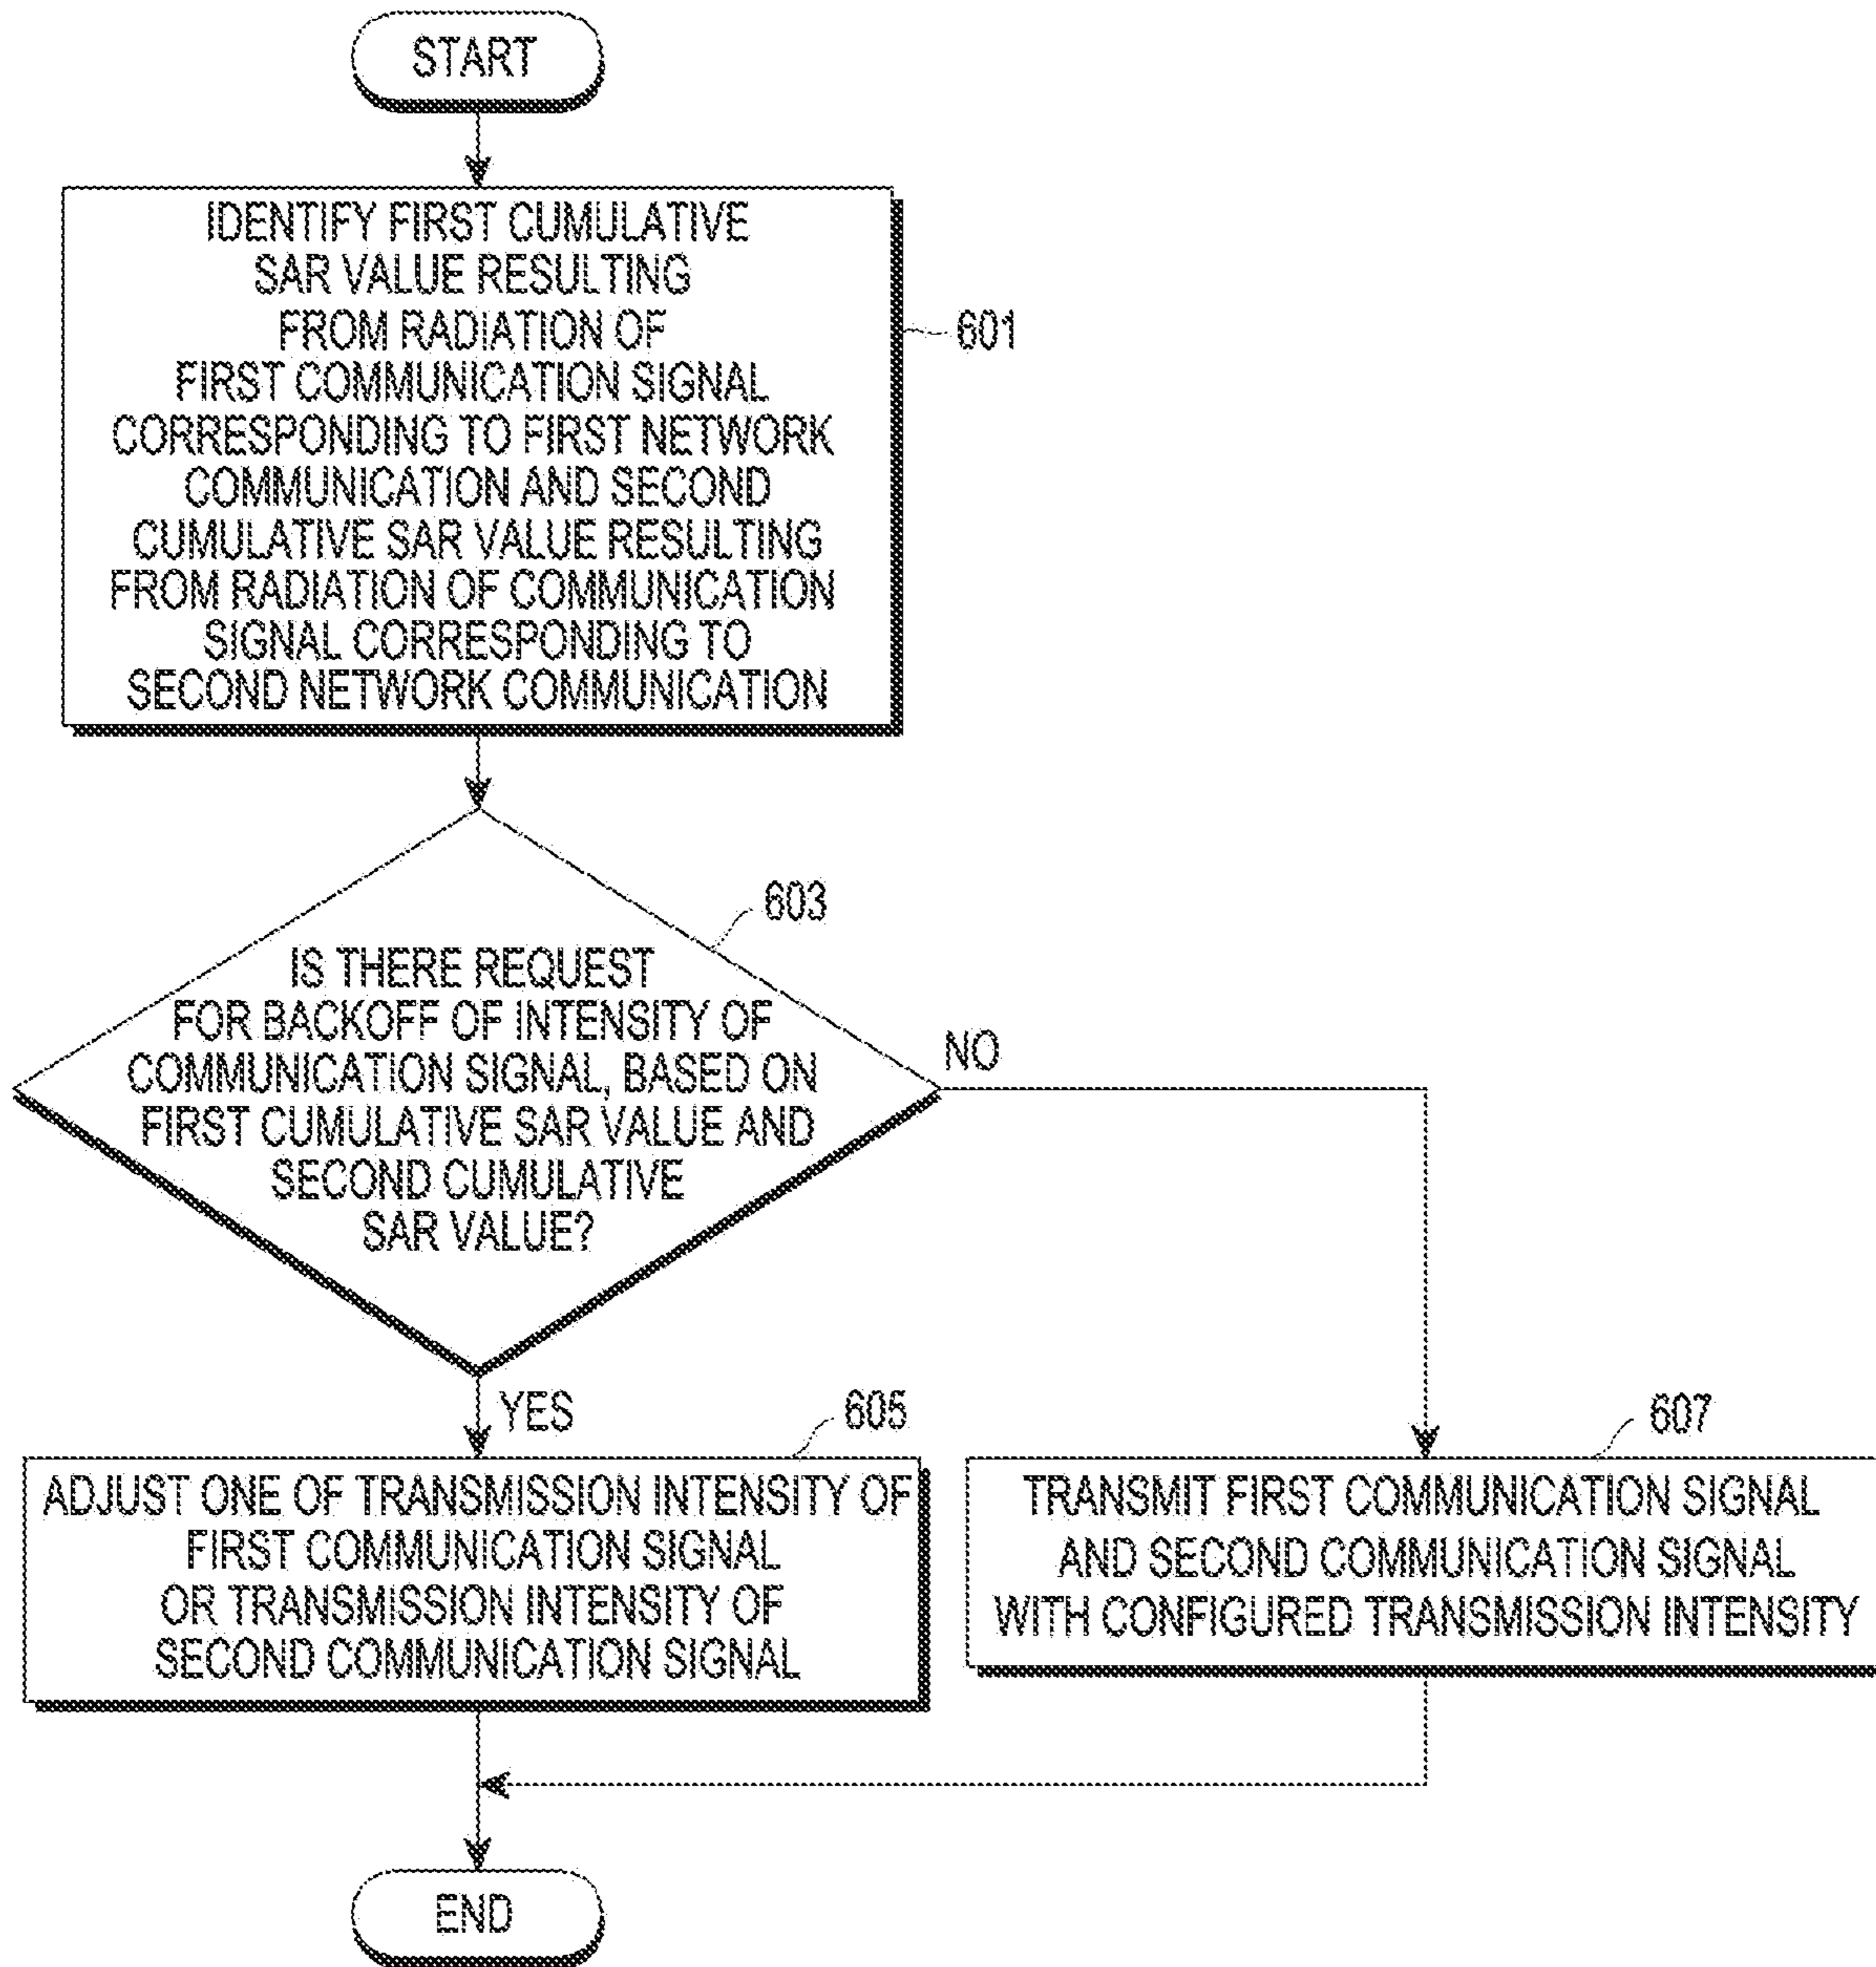 START
IDENTIFY FIRST CUMULATIVE
SAR VALUE RESULTING
FROM RADIATION OF
FIRST COMMUNICATION SIGNAL
CORRESPONDING TO FIRST NETWORK
COMMUNICATION AND SECOND
CUMULATIVE SAR VALUE RESULTING
FROM RADIATION OF COMMUNICATION
SIGNAL CORRESPONDING TO
SECOND NETWORK COMMUNICATION
601
603
IS THERE REQUEST
FOR BACKOFF OF INTENSITY OF
COMMUNICATION SIGNAL, BASED ON
FIRST CUMULATIVE SAR VALUE AND
SECOND CUMULATIVE
SAR VALUE?
NO
YES
605
ADJUST ONE OF TRANSMISSION INTENSITY OF
FIRST COMMUNICATION SIGNAL
OR TRANSMISSION INTENSITY OF
SECOND COMMUNICATION SIGNAL
607
TRANSMIT FIRST COMMUNICATION SIGNAL
AND SECOND COMMUNICATION SIGNAL
WITH CONFIGURED TRANSMISSION INTENSITY
END